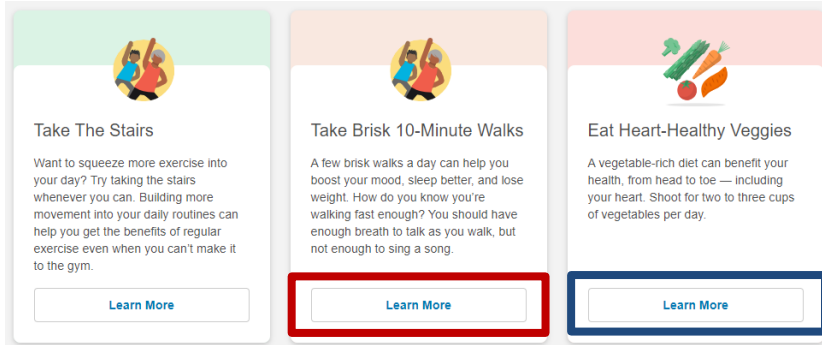 Take The Stairs
Want to squeeze more exercise into
your day? Try taking the stairs
whenever you can. Building more
movement into your daily routines can
help you get the benefits of regular
exercise even when you can’t make it
to the gym.
Learn More
Take Brisk 10-Minute Walks
A few brisk walks a day can help you
boost your mood, sleep better, and lose
weight. How do you know you’re
walking fast enough? You should have
enough breath to talk as you walk, but
not enough to sing a song.
Learn More
Eat Heart-Healthy Veggies
A vegetable-rich diet can benefit your
health, from head to toe — including
your heart. Shoot for two to three cups
of vegetables per day.
Learn More